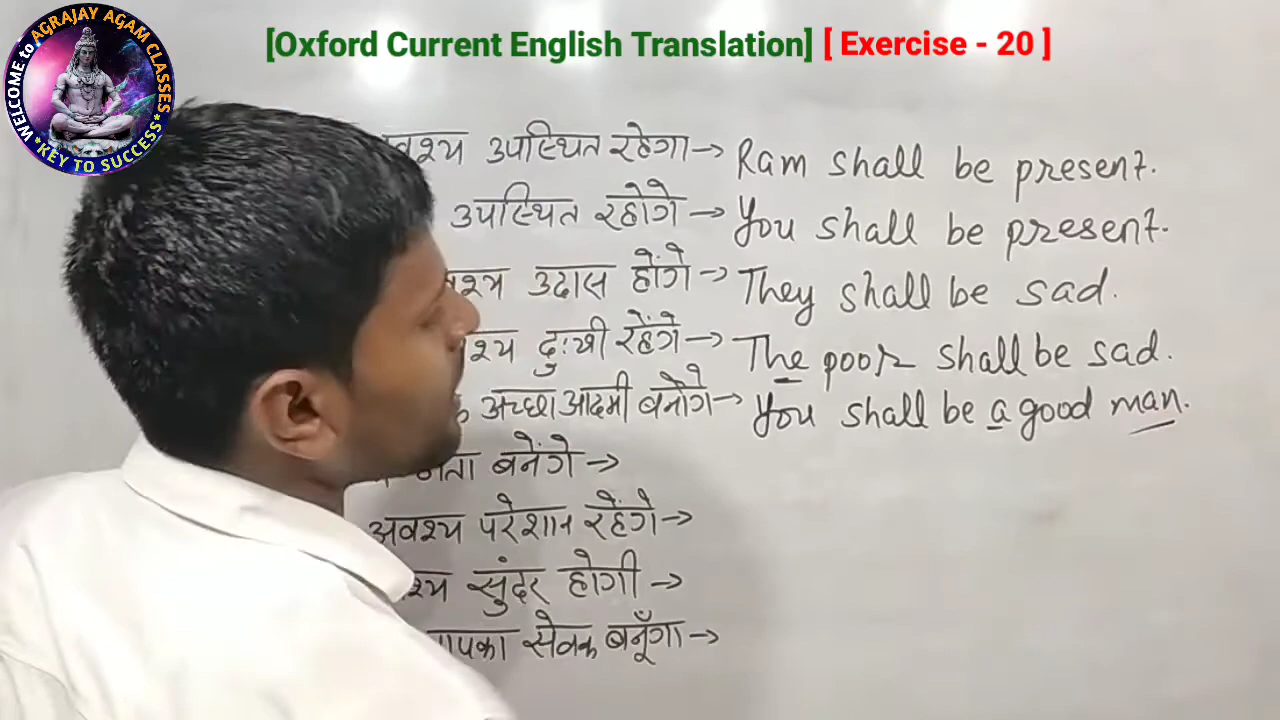 WELCOME to AGRAJAY AGAM CLASSES
*KEY TO SUCCESS*
[Oxford Current English Translation] [ Exercise - 20 ]
उपस्थित रहेगा → Ram shall be present.
उपस्थित रहोगे → You shall be present.
उदास होंगे → They shall be sad.
दुःखी रहेंगे → The poor shall be sad.
अच्छा आदमी बनोगे → You shall be a good man.
बनेंगे →
अवश्य परेशान रहेंगे →
सुंदर होगी →
सेवक बनूँगा →